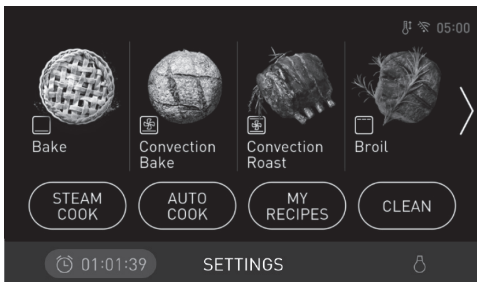 05:00
Bake
Convection
Bake
Convection
Roast
Broil
STEAM
COOK
AUTO
COOK
MY
RECIPES
CLEAN
01:01:39
SETTINGS